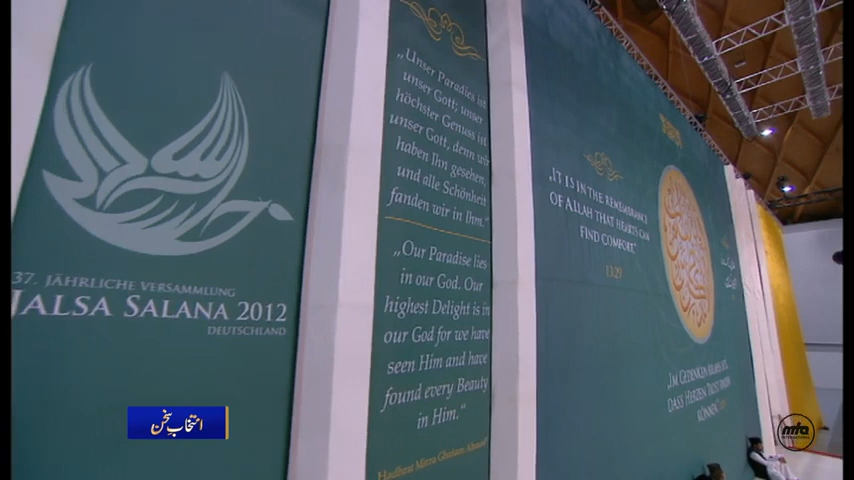 37. JÄHRLICHE VERSAMMLUNG
JALSA SALANA 2012
DEUTSCHLAND
„Unser Paradies ist
unser Gott; unser
höchster Genuss ist
unser Gott, denn wir
haben Ihn gesehen,
und alle Schönheit
fanden wir in Ihm."
„Our Paradise lies
in our God. Our
highest Delight is in
our God for we have
seen Him and have
found every Beauty
in Him."
Hadhrat Mirza Ghulam Ahmad
„IT IS IN THE REMEMBRANCE
OF ALLAH THAT HEARTS CAN
FIND COMFORT"
13:29
„IM GEDENKEN ALLAHS IST,
DASS HERZEN TROST FINDEN
KÖNNEN"
انتخابِ سخن
mta
INTERNATIONAL